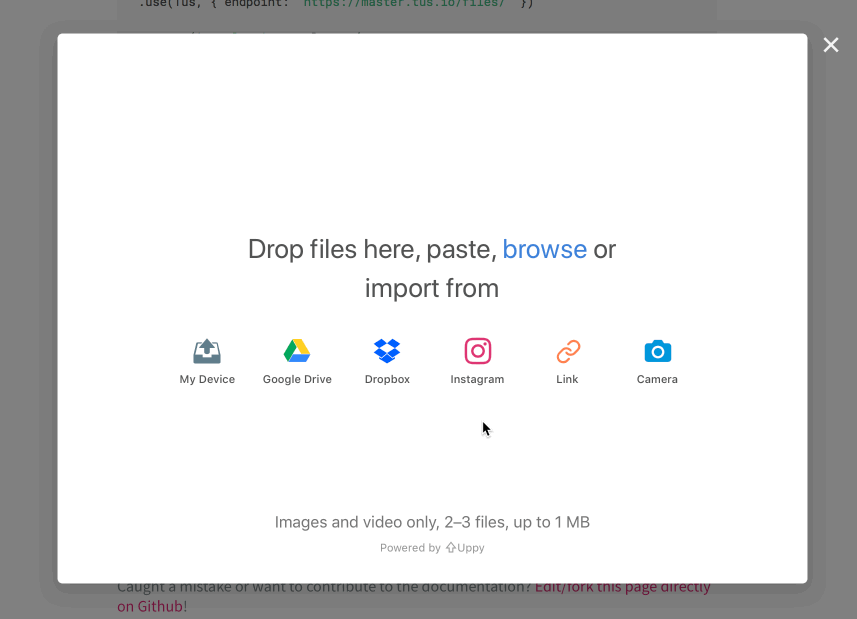 .use(Tus, { endpoint: 'https://master.tus.io/files/' })
Drop files here, paste, browse or
import from
My Device
Google Drive
Dropbox
Instagram
Link
Camera
Images and video only, 2–3 files, up to 1 MB
Powered by Uppy
Caught a mistake or want to contribute to the documentation? Edit/fork this page directly
on Github!